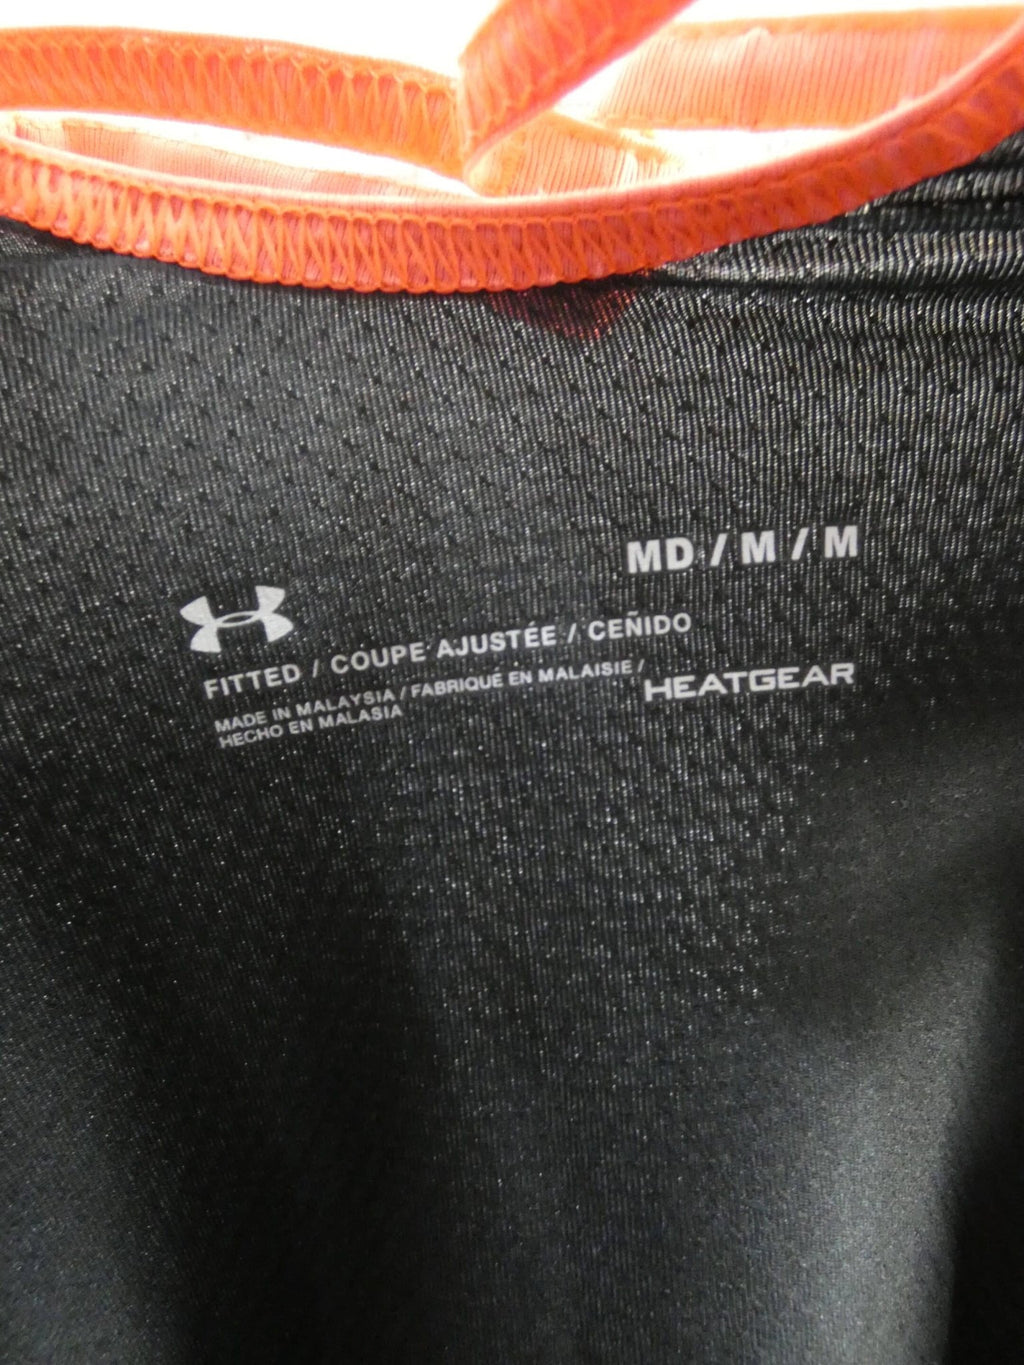 MD / M / M
FITTED / COUPE AJUSTÉE / CEÑIDO
MADE IN MALAYSIA / FABRIQUÉ EN MALAISIE /
HECHO EN MALASIA
HEATGEAR